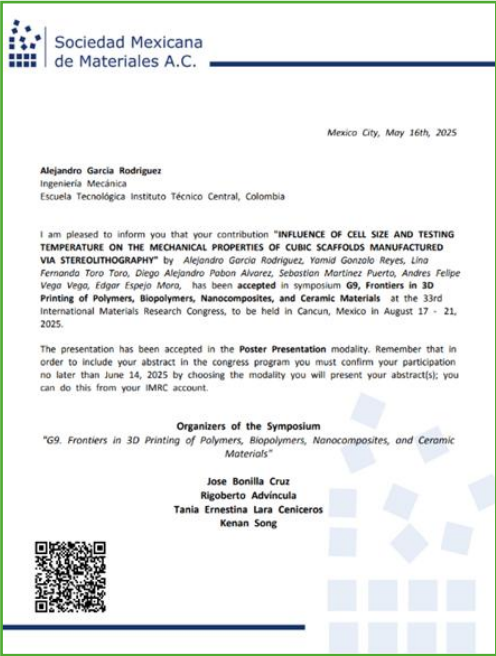 Sociedad Mexicana
de Materiales A.C.
Mexico City, May 16th, 2025
Alejandro Garcia Rodriguez
Ingeniería Mecánica
Escuela Tecnológica Instituto Técnico Central, Colombia
I am pleased to inform you that your contribution "INFLUENCE OF CELL SIZE AND TESTING
TEMPERATURE ON THE MECHANICAL PROPERTIES OF CUBIC SCAFFOLDS MANUFACTURED
VIA STEREOLITHOGRAPHY" by Alejandro Garcia Rodriguez, Yamid Gonzalo Reyes, Lina
Fernanda Toro Toro, Diego Alejandro Pabon Alvarez, Sebastian Martinez Puerto, Andres Felipe
Vega Vega, Edgar Espejo Mora, has been accepted in symposium G9, Frontiers in 3D
Printing of Polymers, Biopolymers, Nanocomposites, and Ceramic Materials at the 33rd
International Materials Research Congress, to be held in Cancun, Mexico in August 17 - 21,
2025.
The presentation has been accepted in the Poster Presentation modality. Remember that in
order to include your abstract in the congress program you must confirm your participation
no later than June 14, 2025 by choosing the modality you will present your abstract(s); you
can do this from your IMRC account.
Organizers of the Symposium
"G9. Frontiers in 3D Printing of Polymers, Biopolymers, Nanocomposites, and Ceramic
Materials"
Jose Bonilla Cruz
Rigoberto Advíncula
Tania Ernestina Lara Ceniceros
Kenan Song